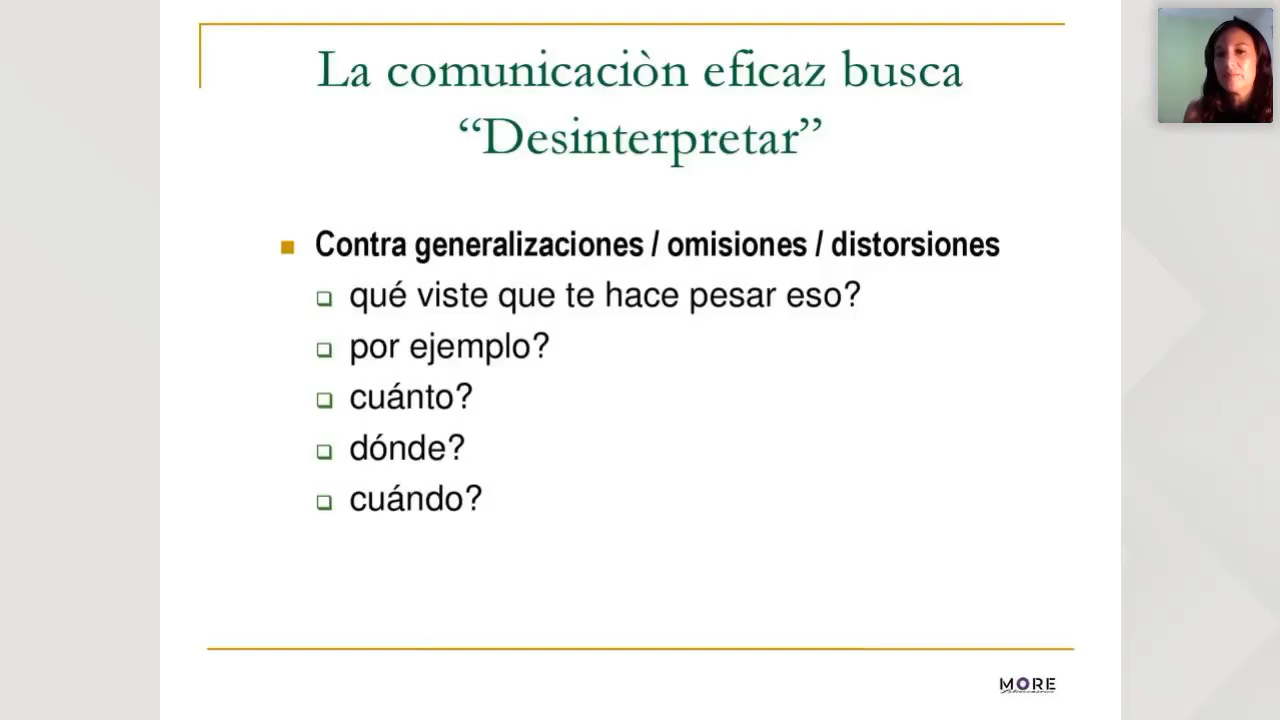 La comunicaciòn eficaz busca
“Desinterpretar”
Contra generalizaciones / omisiones / distorsiones
qué viste que te hace pesar eso?
por ejemplo?
cuánto?
dónde?
cuándo?
MORE